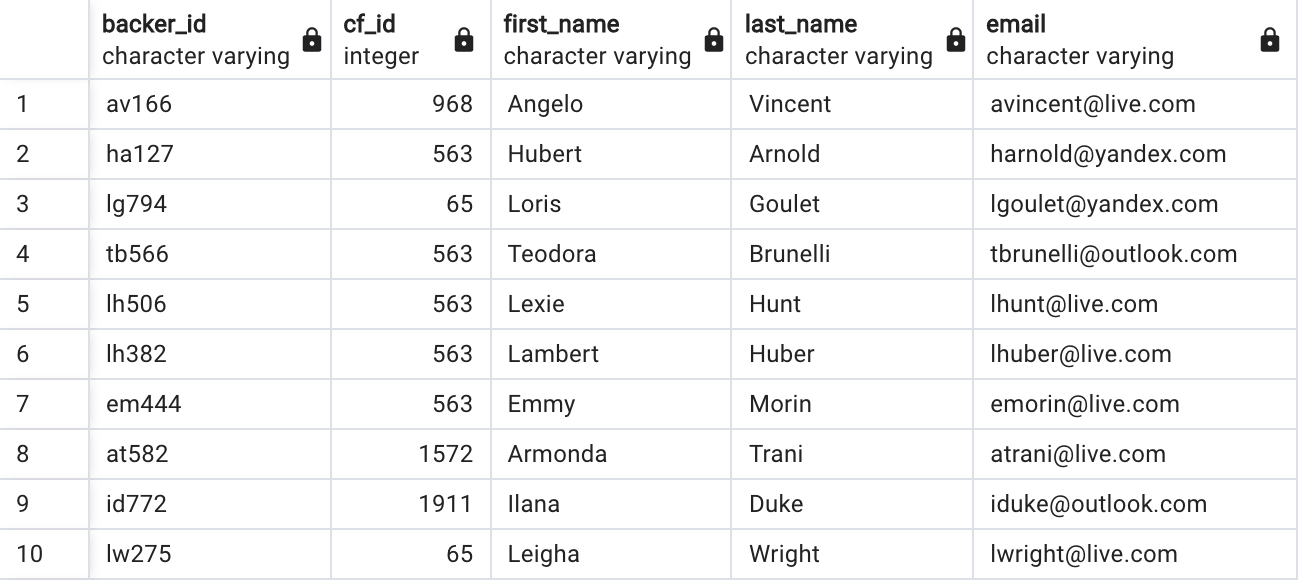 backer_id cf_id first_name last_name email
character varying integer character varying character varying character varying
1 av166 968 Angelo Vincent avincent@live.com
2 ha127 563 Hubert Arnold harnold@yandex.com
3 lg794 65 Loris Goulet lgoulet@yandex.com
4 tb566 563 Teodora Brunelli tbrunelli@outlook.com
5 lh506 563 Lexie Hunt lhunt@live.com
6 lh382 563 Lambert Huber lhuber@live.com
7 em444 563 Emmy Morin emorin@live.com
8 at582 1572 Armonda Trani atrani@live.com
9 id772 1911 Ilana Duke iduke@outlook.com
10 lw275 65 Leigha Wright lwright@live.com